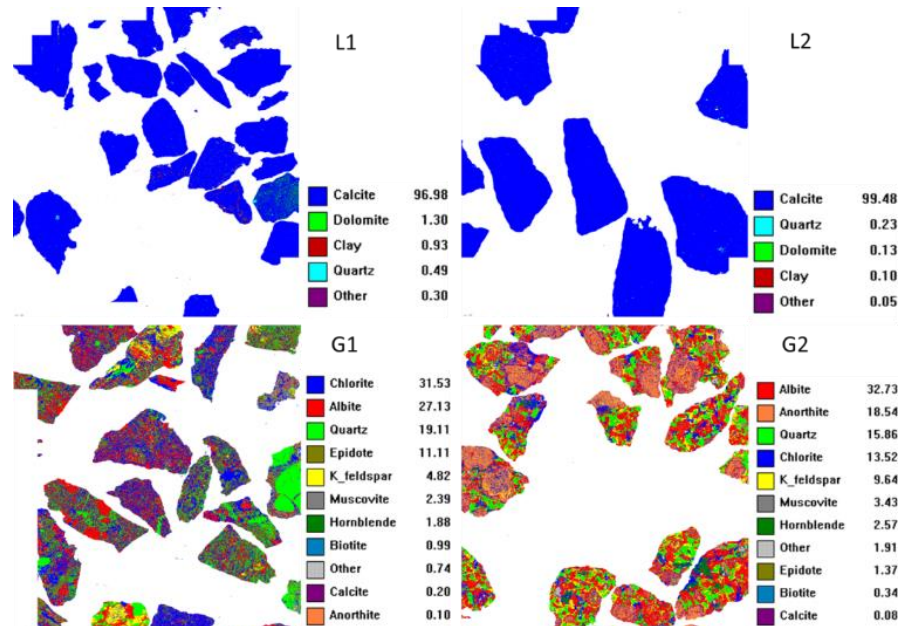 L1
Calcite 96.98
Dolomite 1.30
Clay 0.93
Quartz 0.49
Other 0.30
L2
Calcite 99.48
Quartz 0.23
Dolomite 0.13
Clay 0.10
Other 0.05
G1
Chlorite 31.53
Albite 27.13
Quartz 19.11
Epidote 11.11
K_feldspar 4.82
Muscovite 2.39
Hornblende 1.88
Biotite 0.99
Other 0.74
Calcite 0.20
Anorthite 0.10
G2
Albite 32.73
Anorthite 18.54
Quartz 15.86
Chlorite 13.52
K_feldspar 9.64
Muscovite 3.43
Hornblende 2.57
Other 1.91
Epidote 1.37
Biotite 0.34
Calcite 0.08